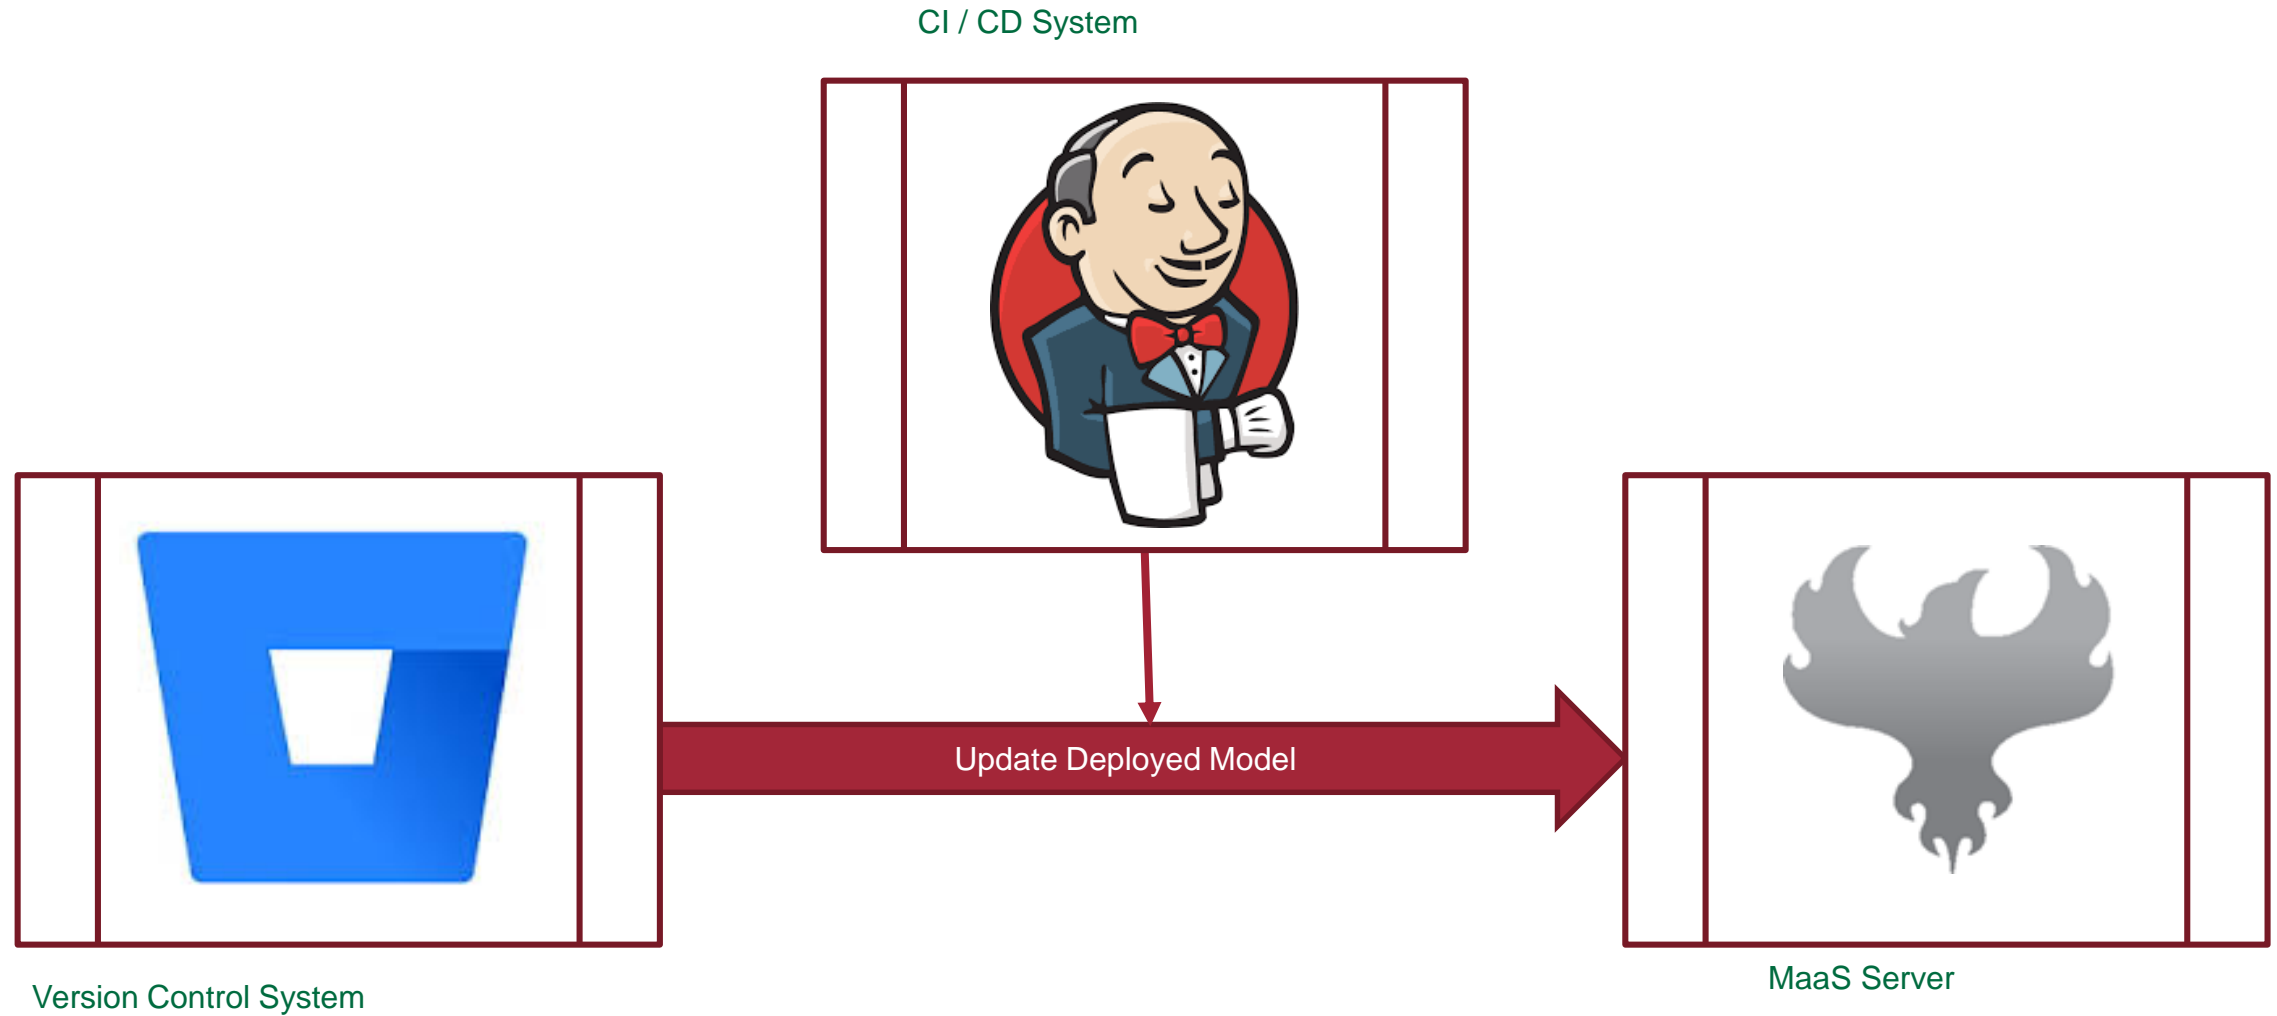 CI / CD System
Update Deployed Model
Version Control System
MaaS Server